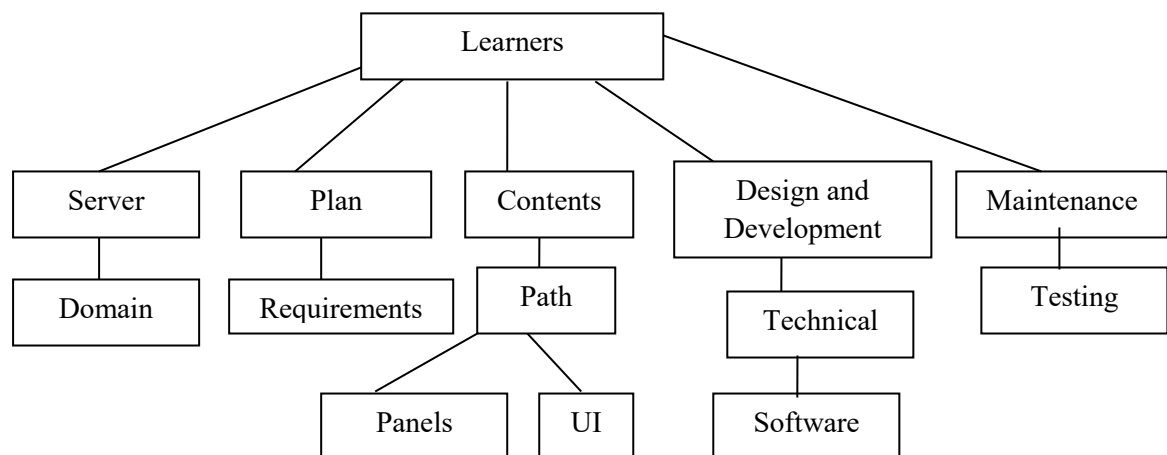 Learners
Server
Plan
Contents
Design and
Development
Maintenance
Domain
Requirements
Path
Technical
Testing
Panels
UI
Software